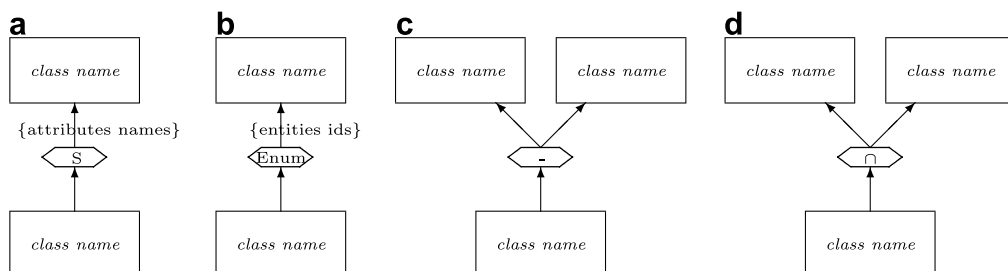 a b c d
class name class name class name class name class name class name
{attributes names} {entities ids}
S Enum - ∩
class name class name class name class name